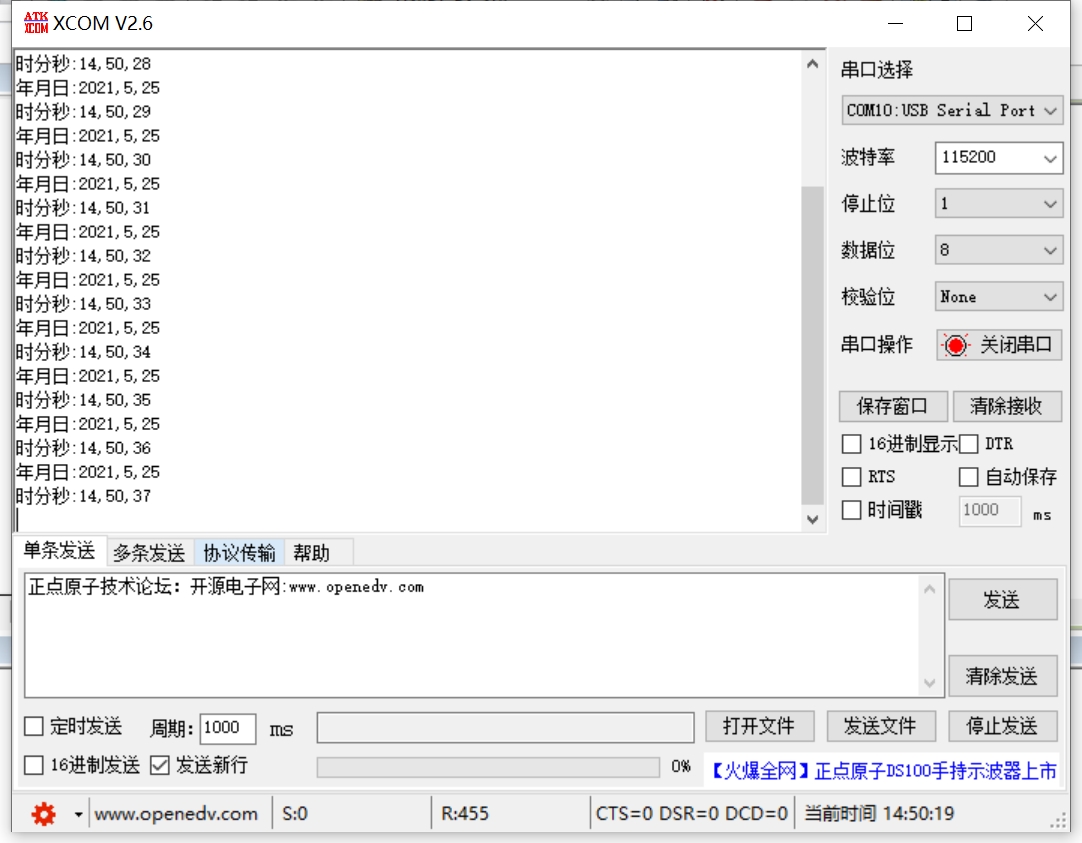 ATK XCOM XCOM V2.6
时分秒:14,50,28
年月日:2021,5,25
时分秒:14,50,29
年月日:2021,5,25
时分秒:14,50,30
年月日:2021,5,25
时分秒:14,50,31
年月日:2021,5,25
时分秒:14,50,32
年月日:2021,5,25
时分秒:14,50,33
年月日:2021,5,25
时分秒:14,50,34
年月日:2021,5,25
时分秒:14,50,35
年月日:2021,5,25
时分秒:14,50,36
年月日:2021,5,25
时分秒:14,50,37
串口选择
COM10:USB Serial Port
波特率 115200
停止位 1
数据位 8
校验位 None
串口操作 关闭串口
保存窗口 清除接收
16进制显示 DTR
RTS 自动保存
时间戳 1000 ms
单条发送 多条发送 协议传输 帮助
正点原子技术论坛：开源电子网:www.openedv.com
发送
清除发送
定时发送 周期: 1000 ms 打开文件 发送文件 停止发送
16进制发送 发送新行 0% 【火爆全网】正点原子DS100手持示波器上市
www.openedv.com S:0 R:455 CTS=0 DSR=0 DCD=0 当前时间 14:50:19